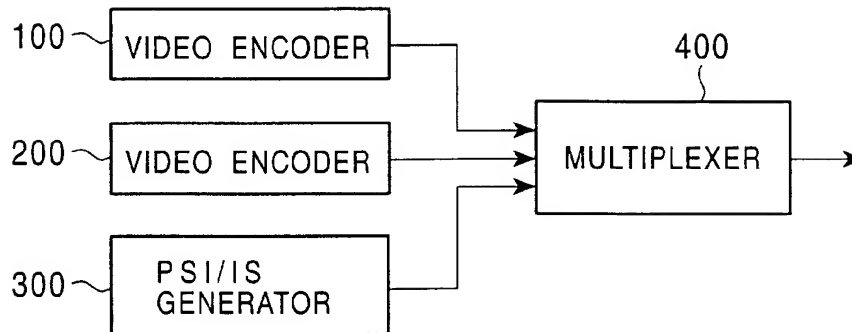 100
VIDEO ENCODER
400
200
VIDEO ENCODER
MULTIPLEXER
300
PSI/IS
GENERATOR